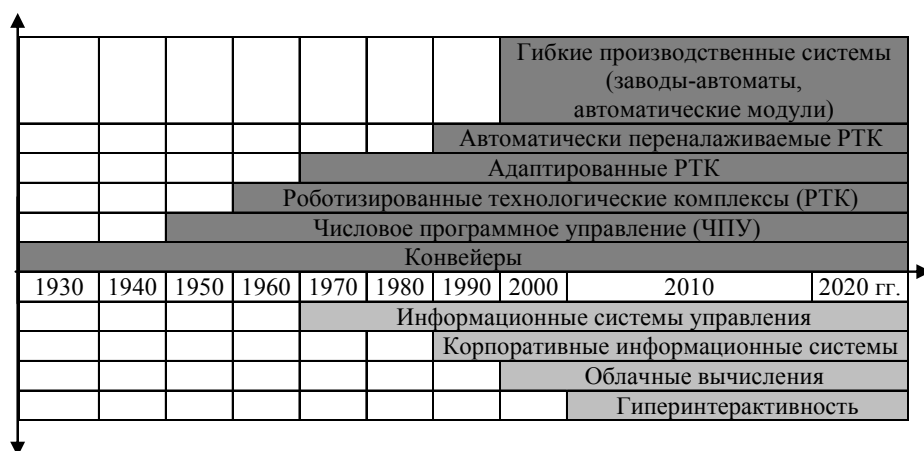 Гибкие производственные системы
(заводы-автоматы,
автоматические модули)
Автоматически переналаживаемые РТК
Адаптированные РТК
Роботизированные технологические комплексы (РТК)
Числовое программное управление (ЧПУ)
Конвейеры
1930 1940 1950 1960 1970 1980 1990 2000 2010 2020 гг.
Информационные системы управления
Корпоративные информационные системы
Облачные вычисления
Гиперинтерактивность